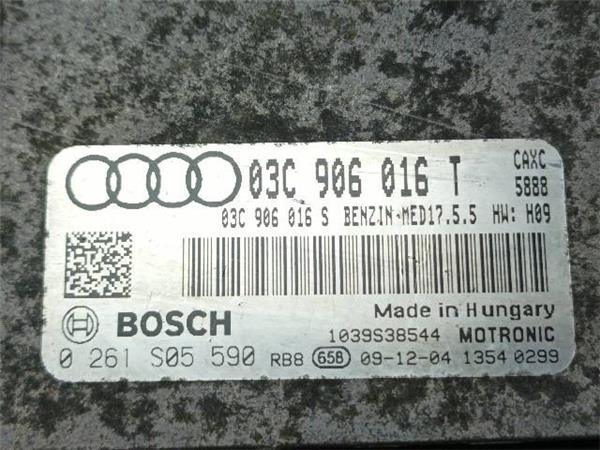 03C 906 016 T CAXC
5888
03C 906 016 S BENZIN-MED17.5.5 HW: H09
Made in Hungary
BOSCH 1039S38544 MOTRONIC
0 261 S05 590 RB8 658 09-12-04 1354 0299